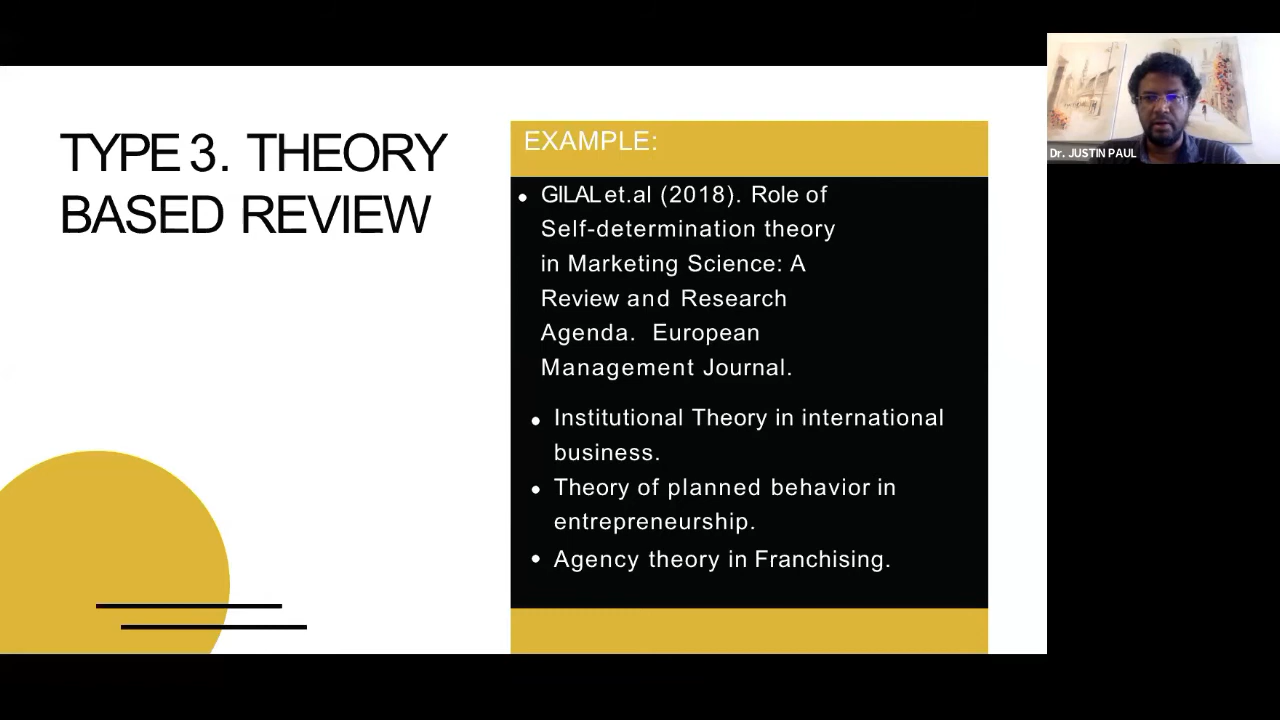 TYPE 3. THEORY
BASED REVIEW
EXAMPLE:
• GILAL et.al (2018). Role of
Self-determination theory
in Marketing Science: A
Review and Research
Agenda. European
Management Journal.
• Institutional Theory in international
business.
• Theory of planned behavior in
entrepreneurship.
• Agency theory in Franchising.
Dr. JUSTIN PAUL